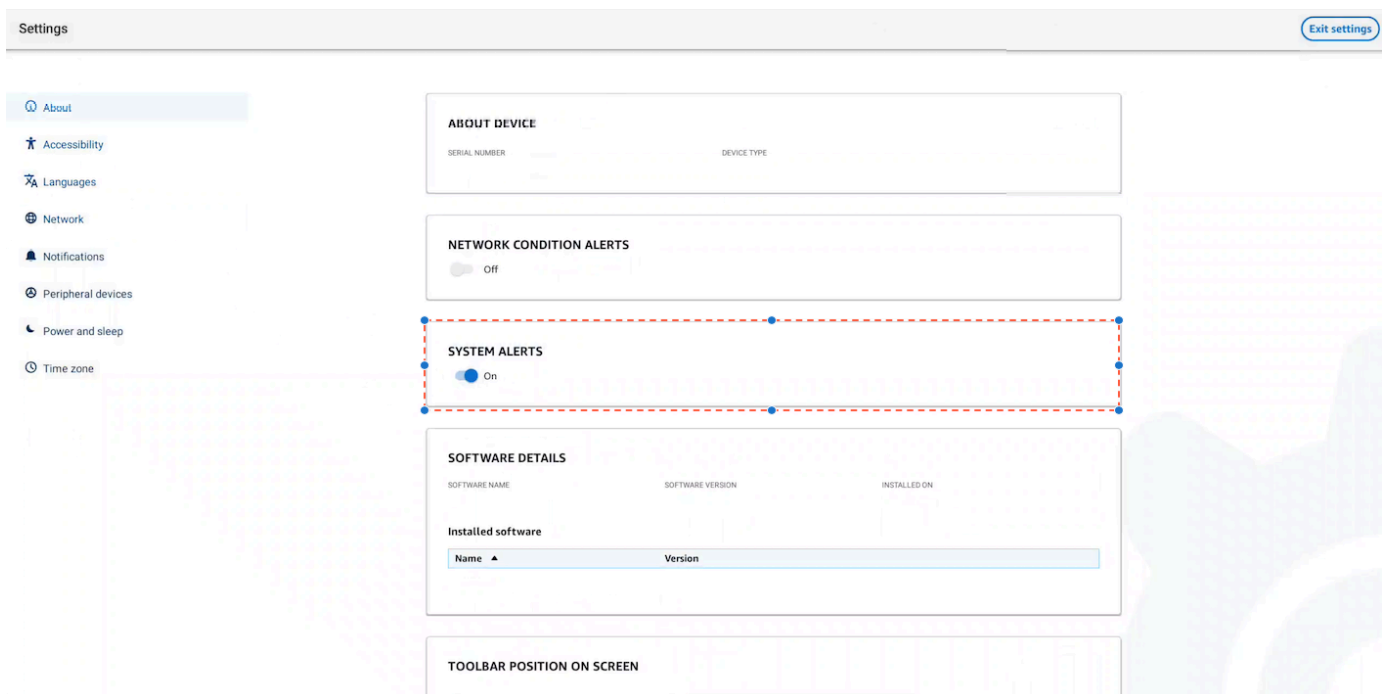 Settings
Exit settings
About
Accessibility
Languages
Network
Notifications
Peripheral devices
Power and sleep
Time zone
ABOUT DEVICE
SERIAL NUMBER DEVICE TYPE
NETWORK CONDITION ALERTS
Off
SYSTEM ALERTS
On
SOFTWARE DETAILS
SOFTWARE NAME SOFTWARE VERSION INSTALLED ON
Installed software
Name Version
TOOLBAR POSITION ON SCREEN